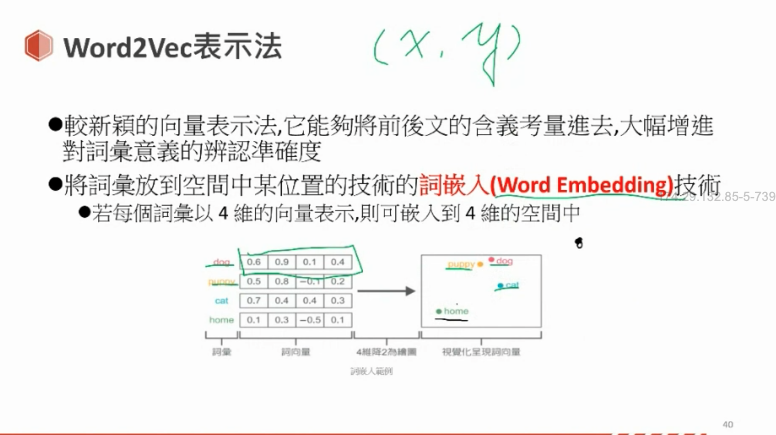 Word2Vec表示法
(x, y)
●較新穎的向量表示法,它能夠將前後文的含義考量進去,大幅增進
對詞彙意義的辨認準確度
●將詞彙放到空間中某位置的技術的詞嵌入(Word Embedding)技術
●若每個詞彙以 4 維的向量表示,則可嵌入到 4 維的空間中
dog 0.6 0.9 0.1 0.4
puppy 0.5 0.8 -0.1 0.2
cat 0.7 0.4 0.4 0.3
home 0.1 0.3 -0.5 0.1
puppy dog
cat
home
詞彙 詞向量 4維降2為繪圖 視覺化呈現詞向量
詞嵌入範例
40